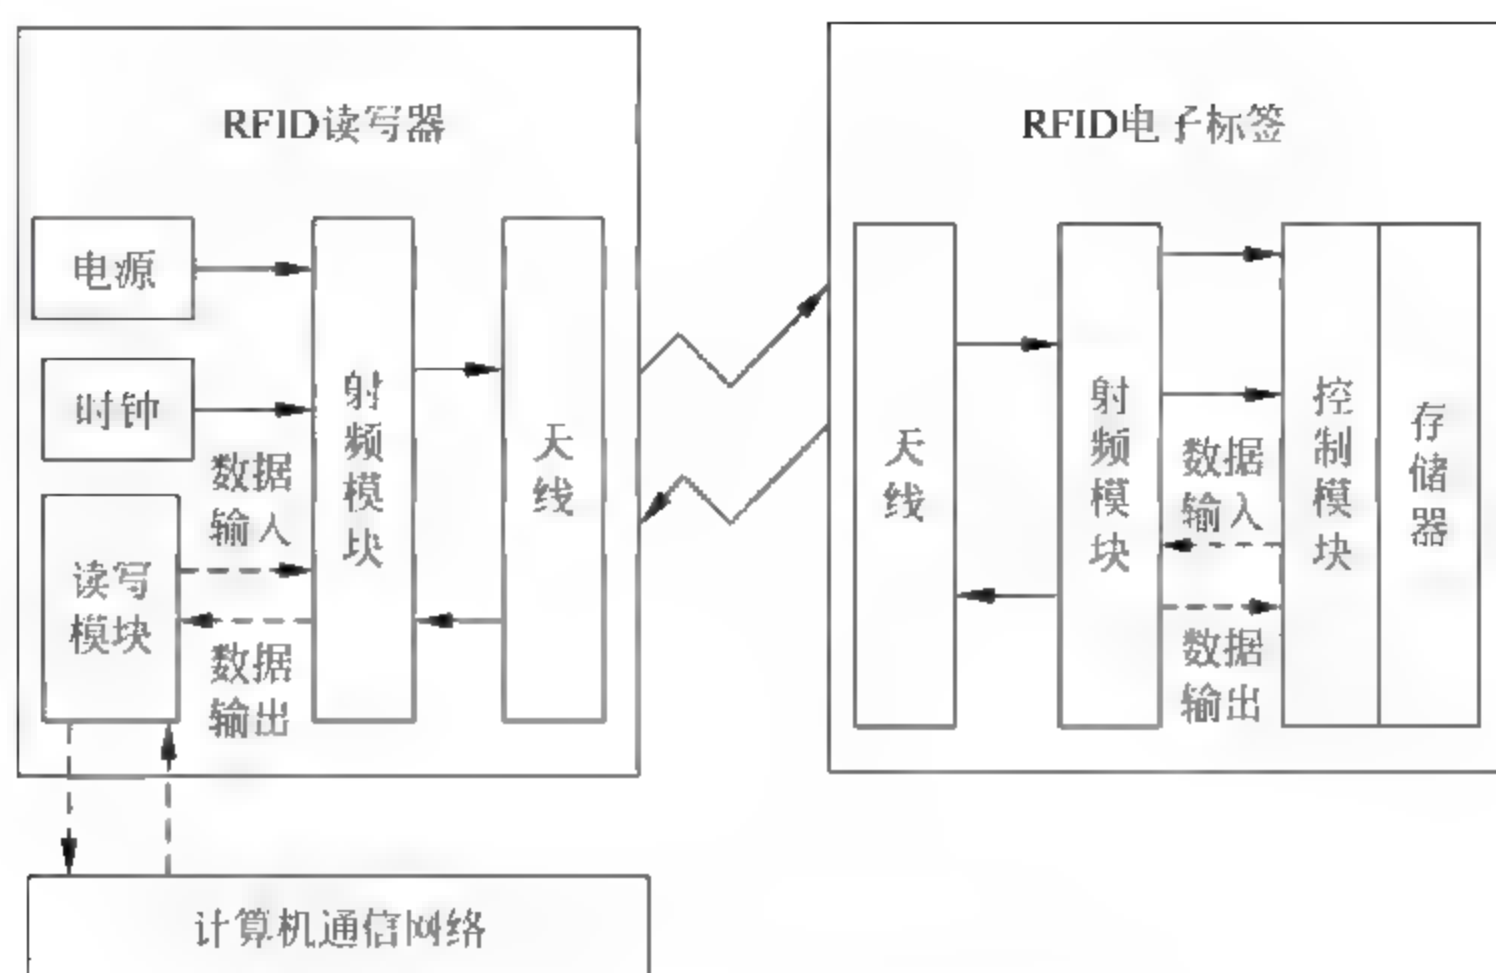 RFID读写器
电源
时钟
数据
输入
读写
模块
数据
输出
射
频
模
块
天
线
RFID电子标签
天
线
射
频
模
块
数据
输入
数据
输出
控
制
模
块
存
储
器
计算机通信网络